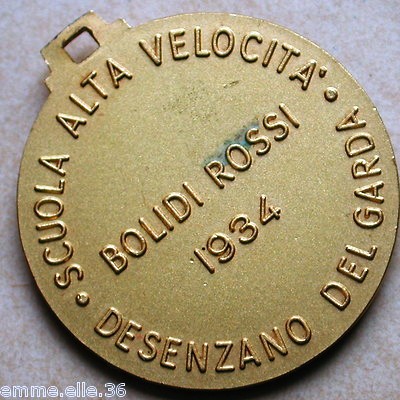 · SCUOLA ALTA VELOCITA' ·
DESENZANO DEL GARDA
BOLIDI ROSSI
1934
emme.elle.36